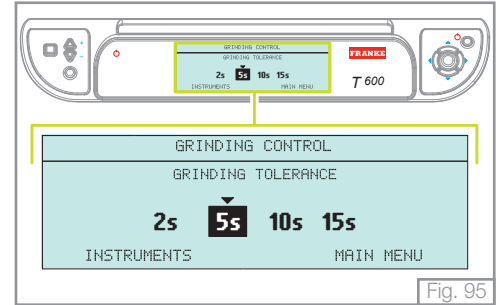 GRINDING CONTROL
GRINDING TOLERANCE
2s 5s 10s 15s
INSTRUMENTS MAIN MENU
FRANKE
T 600
GRINDING CONTROL
GRINDING TOLERANCE
2s 5s 10s 15s
INSTRUMENTS MAIN MENU
Fig. 95